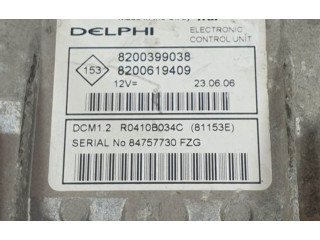 DELPHI
ELECTRONIC
CONTROL UNIT
8200399038
153
8200619409
12V=
23.06.06
DCM1.2 R0410B034C (81153E)
SERIAL No 84757730 FZG